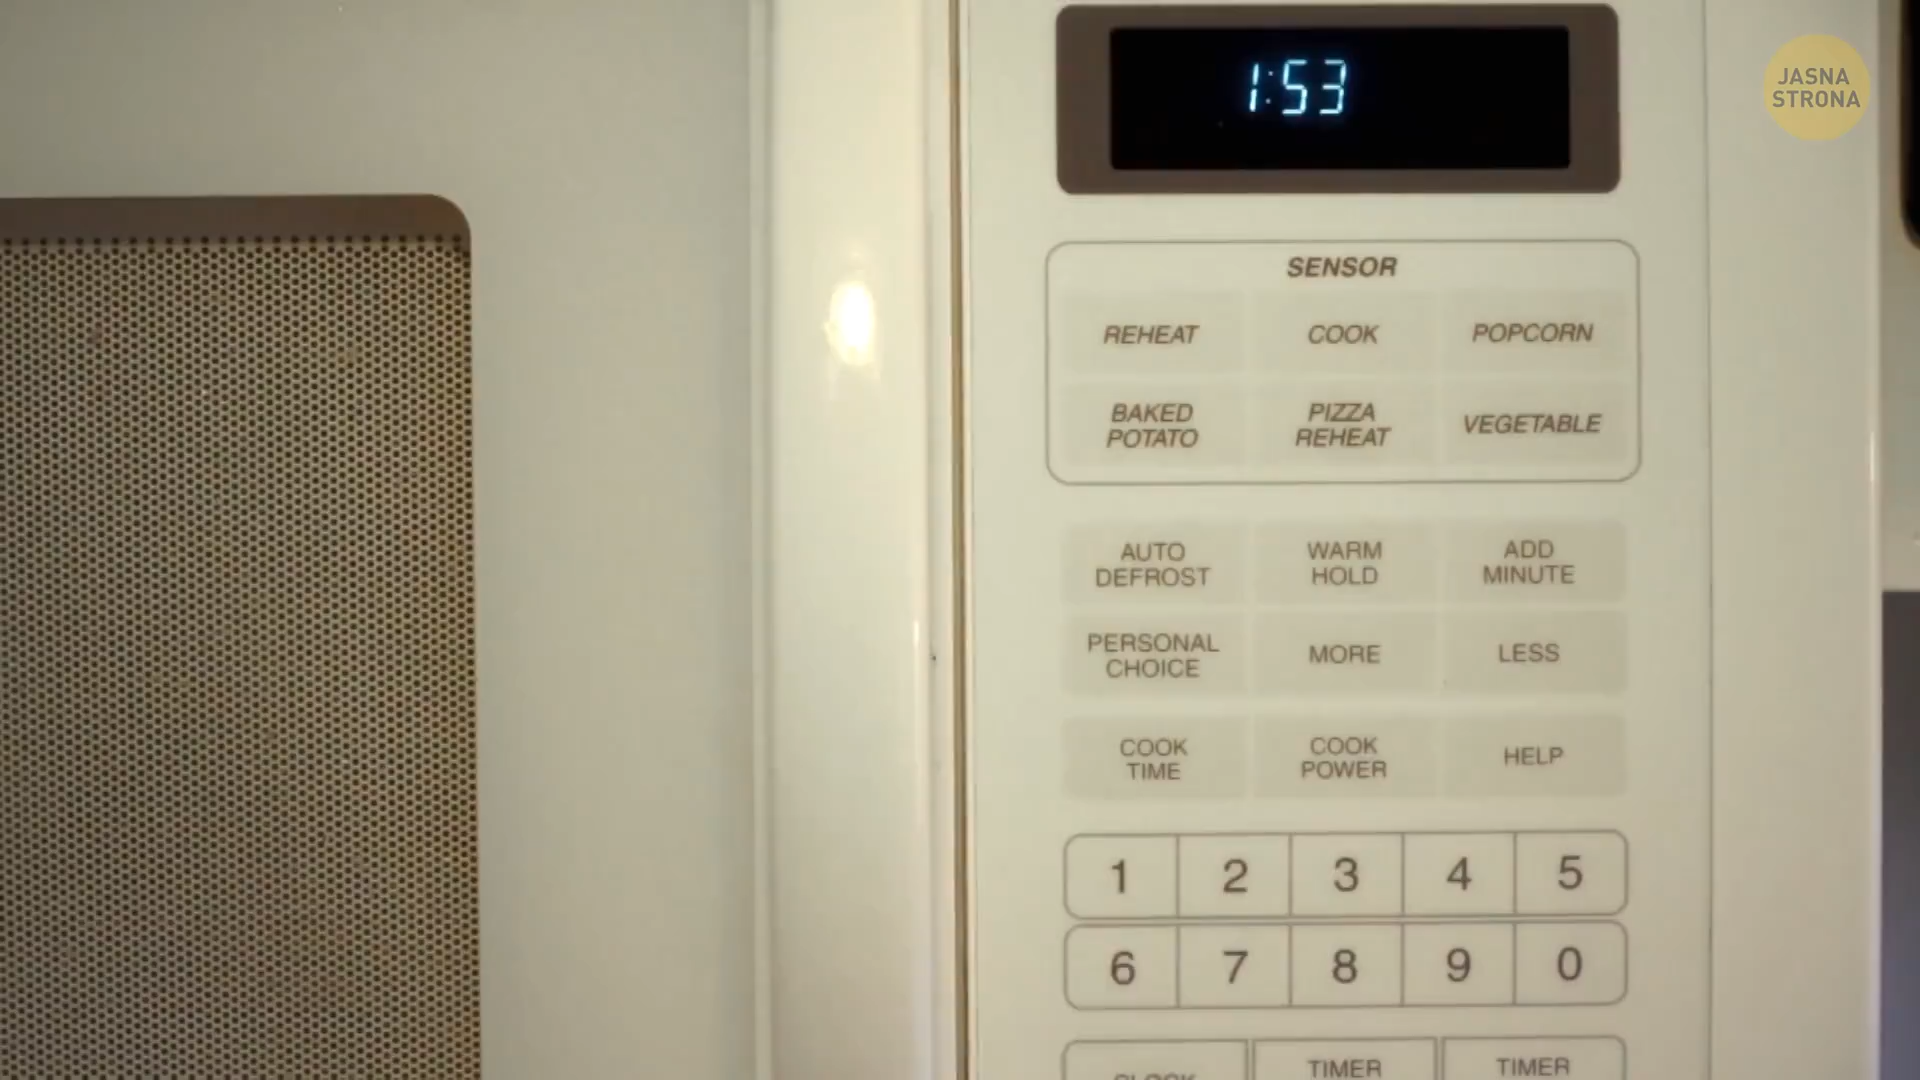 1:53
JASNA
STRONA
SENSOR
REHEAT COOK POPCORN
BAKED POTATO PIZZA REHEAT VEGETABLE
AUTO DEFROST WARM HOLD ADD MINUTE
PERSONAL CHOICE MORE LESS
COOK TIME COOK POWER HELP
1 2 3 4 5
6 7 8 9 0
CLOCK TIMER TIMER